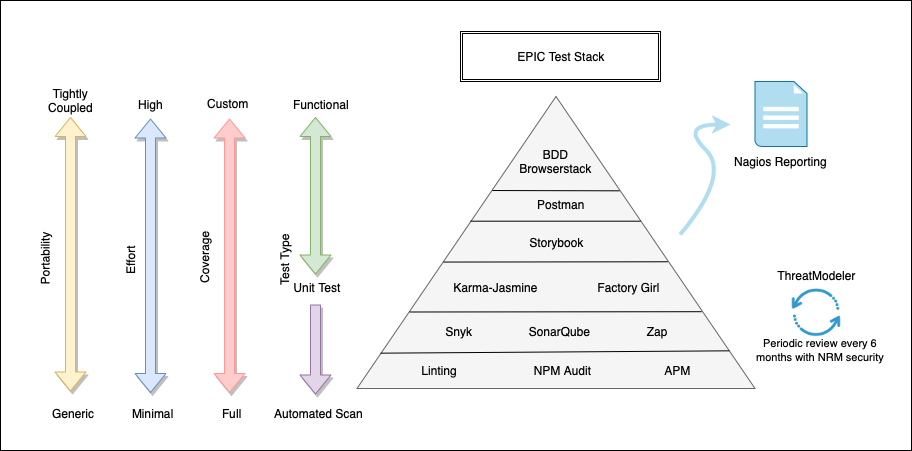 EPIC Test Stack
Tightly
Coupled
High
Custom
Functional
Portability
Effort
Coverage
Test Type
Unit Test
Generic
Minimal
Full
Automated Scan
BDD
Browserstack
Postman
Storybook
Karma-Jasmine
Factory Girl
Snyk
SonarQube
Zap
Linting
NPM Audit
APM
Nagios Reporting
ThreatModeler
Periodic review every 6
months with NRM security